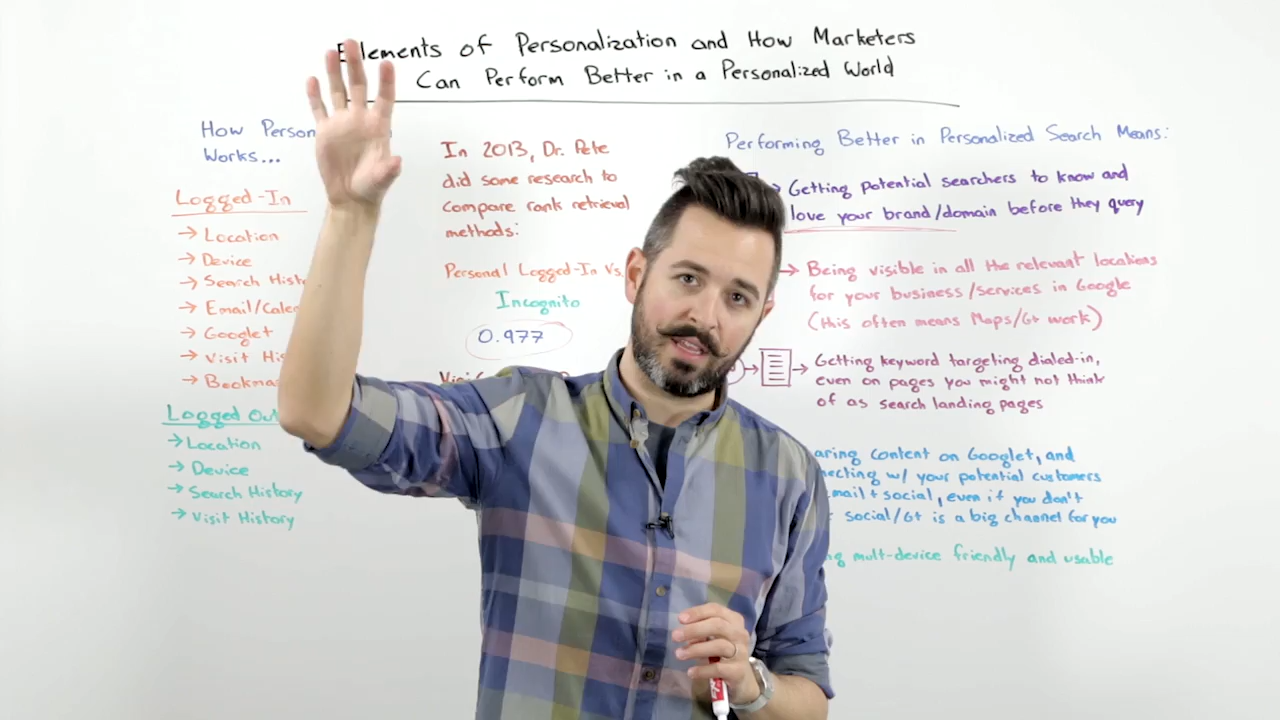 Elements of Personalization and How Marketers
Can Perform Better in a Personalized World
How Person
Works...
Logged-In
→ Location
→ Device
→ Search Hist
→ Email/Calen
→ Google+
→ Visit His
→ Bookma
Logged Out
→ Location
→ Device
→ Search History
→ Visit History
In 2013, Dr. Pete
did some research to
compare rank retrieval
methods:
Personal Logged-In Vs.
Incognito
0.977
Performing Better in Personalized Search Means:
→ Getting potential searchers to know and
love your brand/domain before they query
→ Being visible in all the relevant locations
for your business/services in Google
(this often means Maps/G+ work)
→ Getting keyword targeting dialed-in,
even on pages you might not think
of as search landing pages
aring content on Google+, and
necting w/ your potential customers
email + social, even if you don't
social/G+ is a big channel for you
ng mult-device friendly and usable